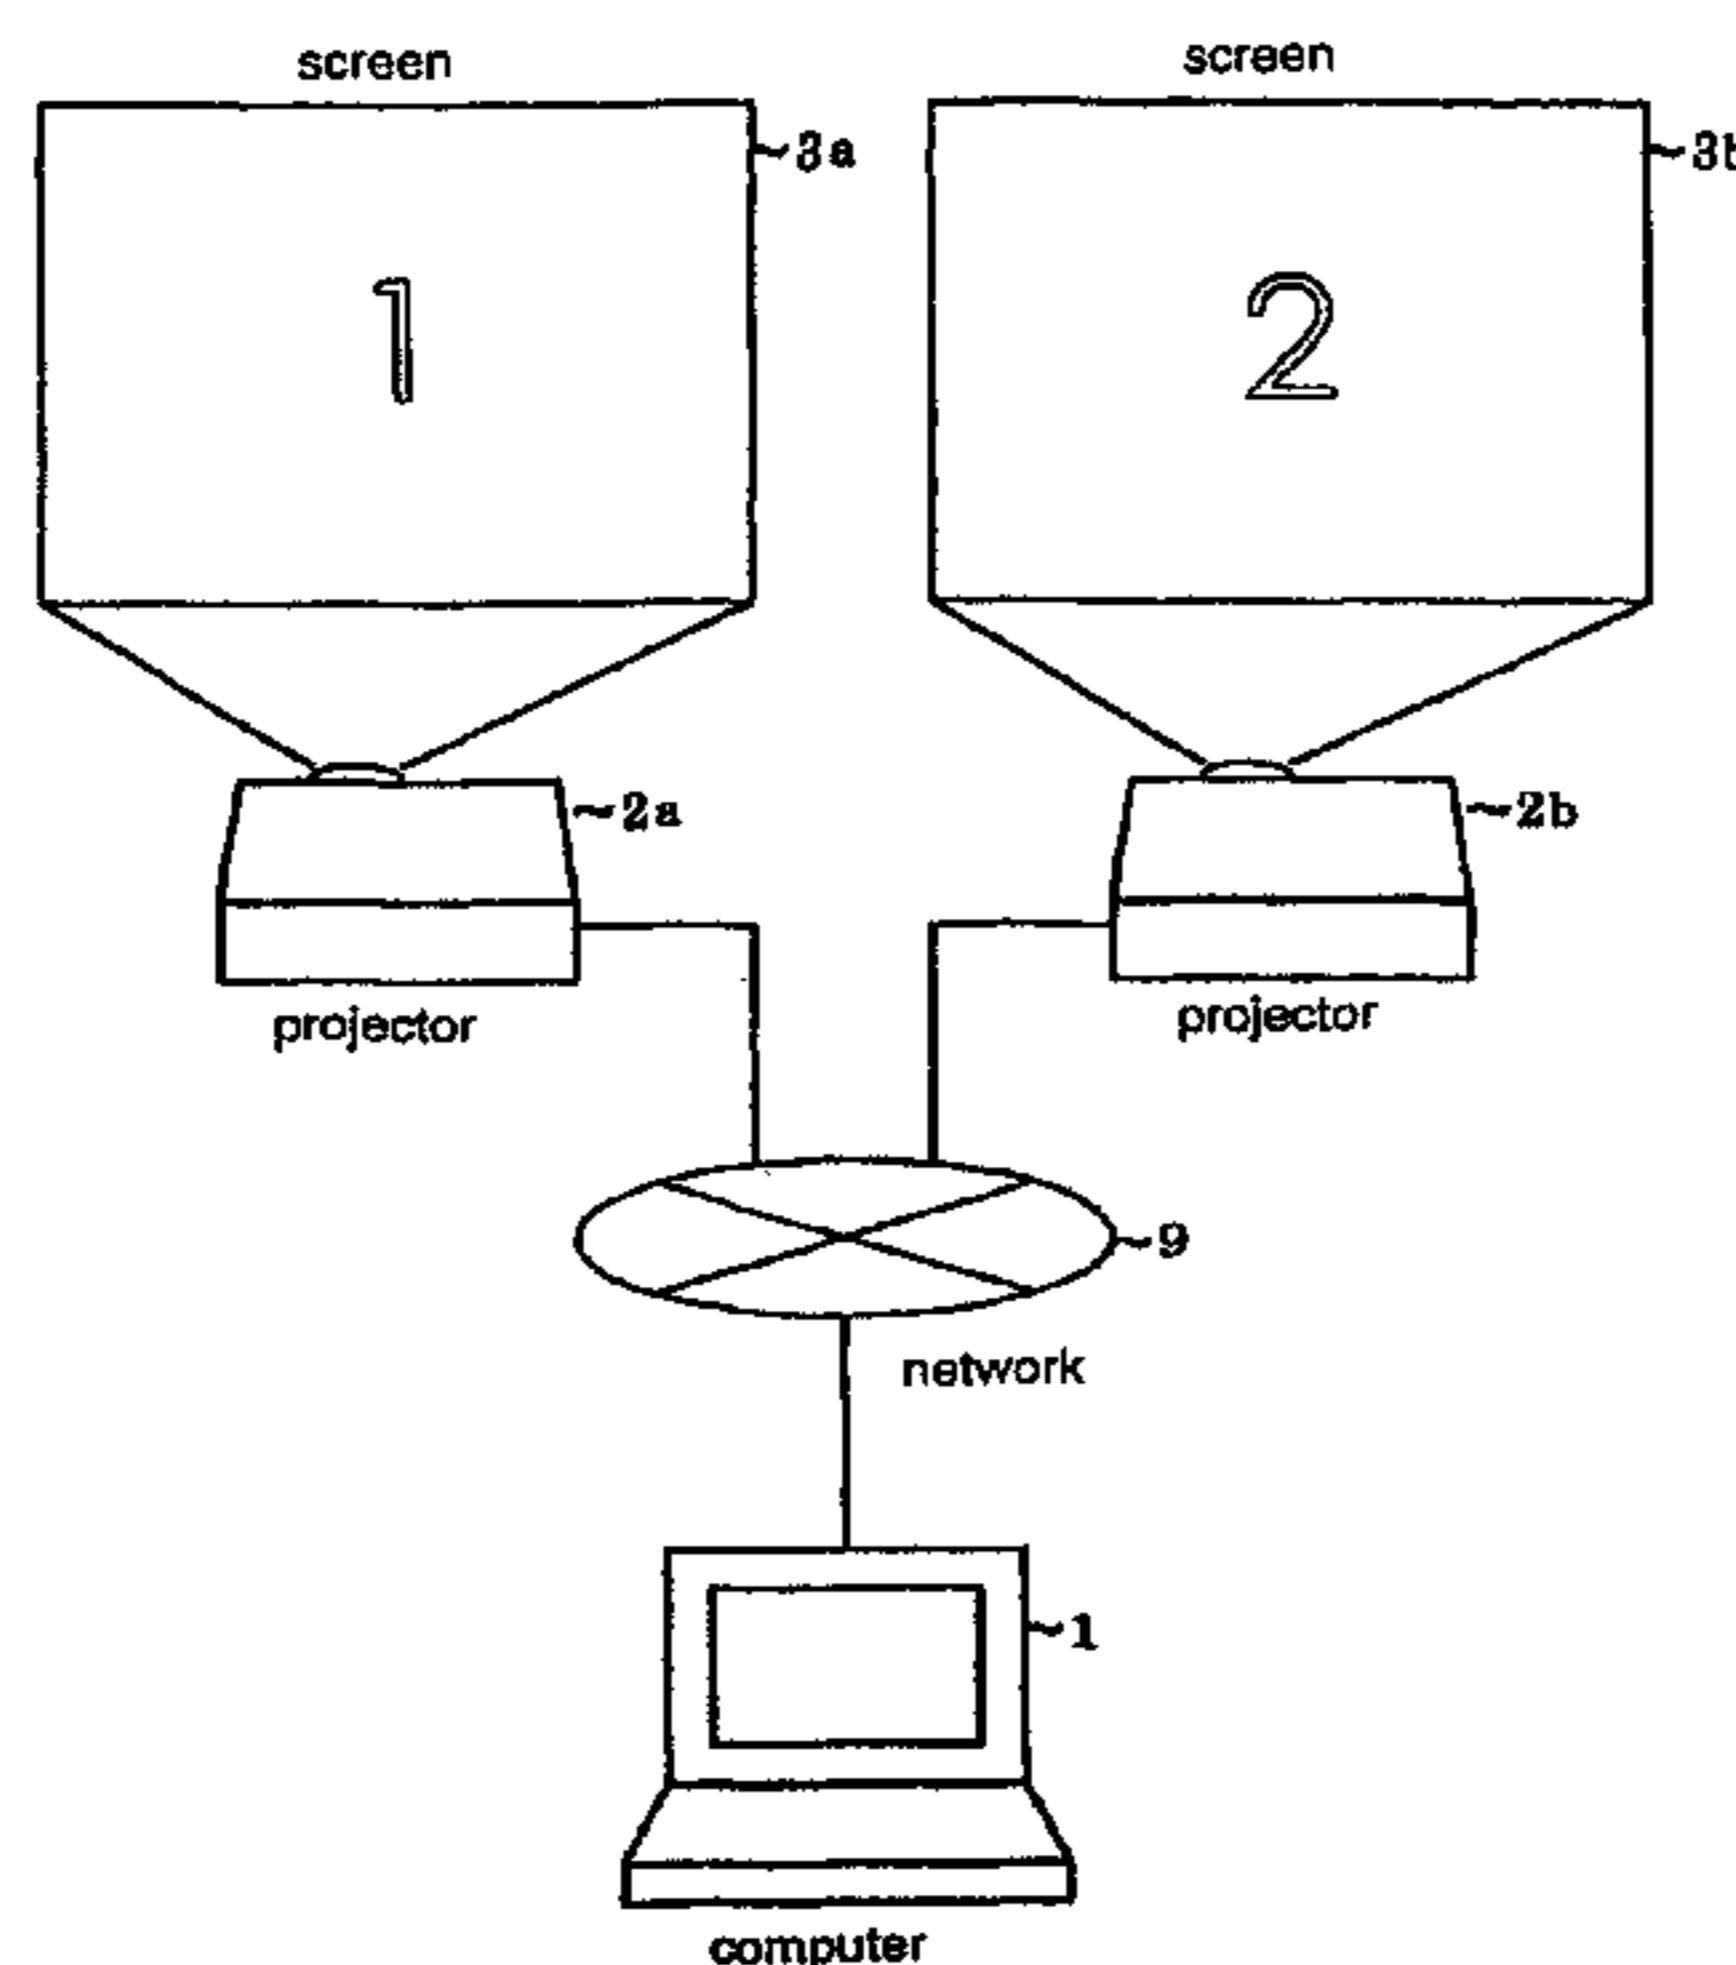 screen
screen
3a
3b
1
2
2a
2b
projector
projector
9
network
1
computer